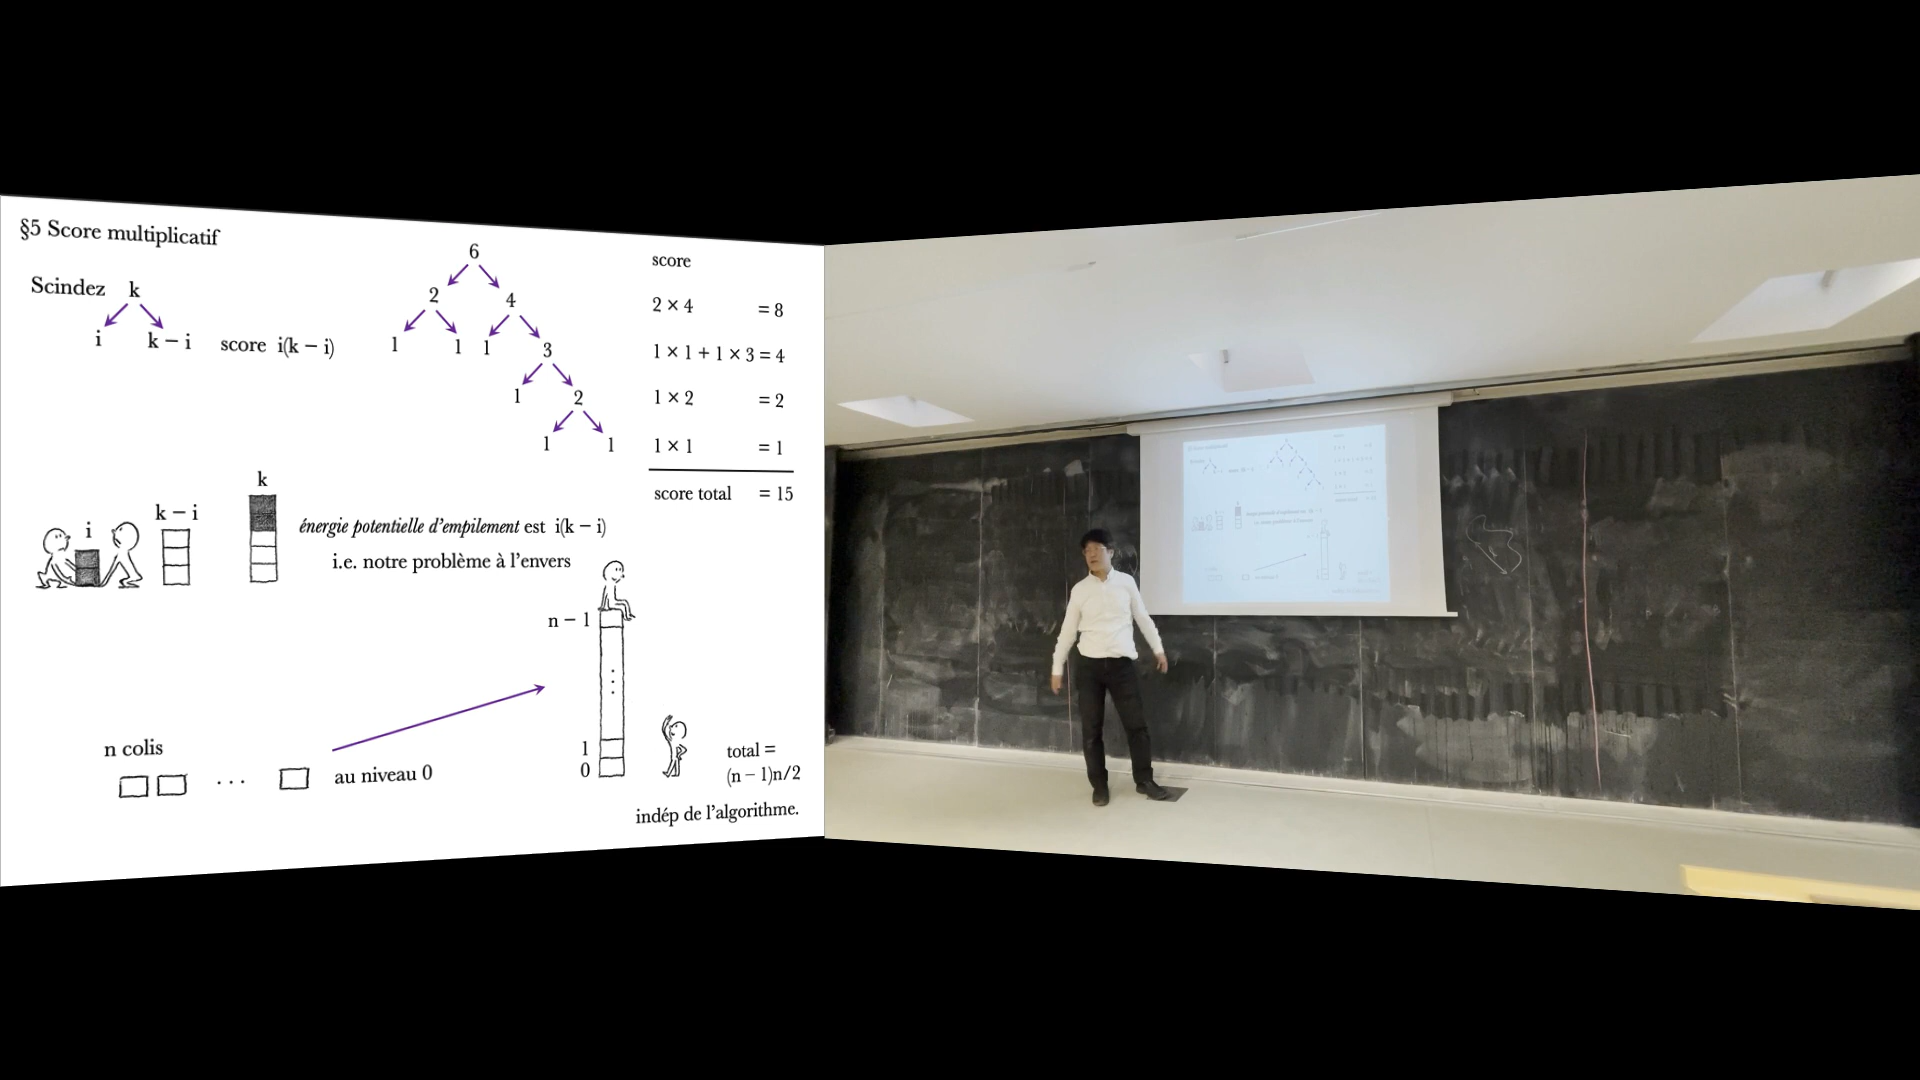 §5 Score multiplicatif
Scindez k
i k − i score i(k − i)
6
2 4
1 1 1 3
1 2
1 1
score
2 × 4 = 8
1 × 1 + 1 × 3 = 4
1 × 2 = 2
1 × 1 = 1
score total = 15
i k − i k
énergie potentielle d'empilement est i(k − i)
i.e. notre problème à l'envers
n − 1
⋮
1
0
n colis
... au niveau 0
total =
(n − 1)n/2
indép de l'algorithme.